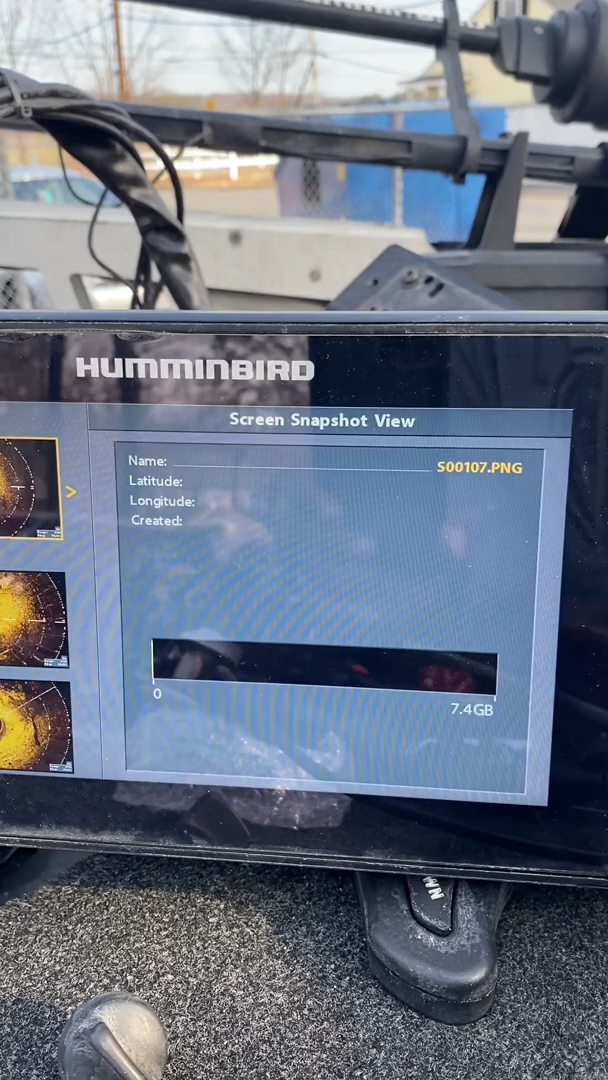 HUMMINBIRD
Screen Snapshot View
Name: S00107.PNG
Latitude:
Longitude:
Created:
0
7.4GB